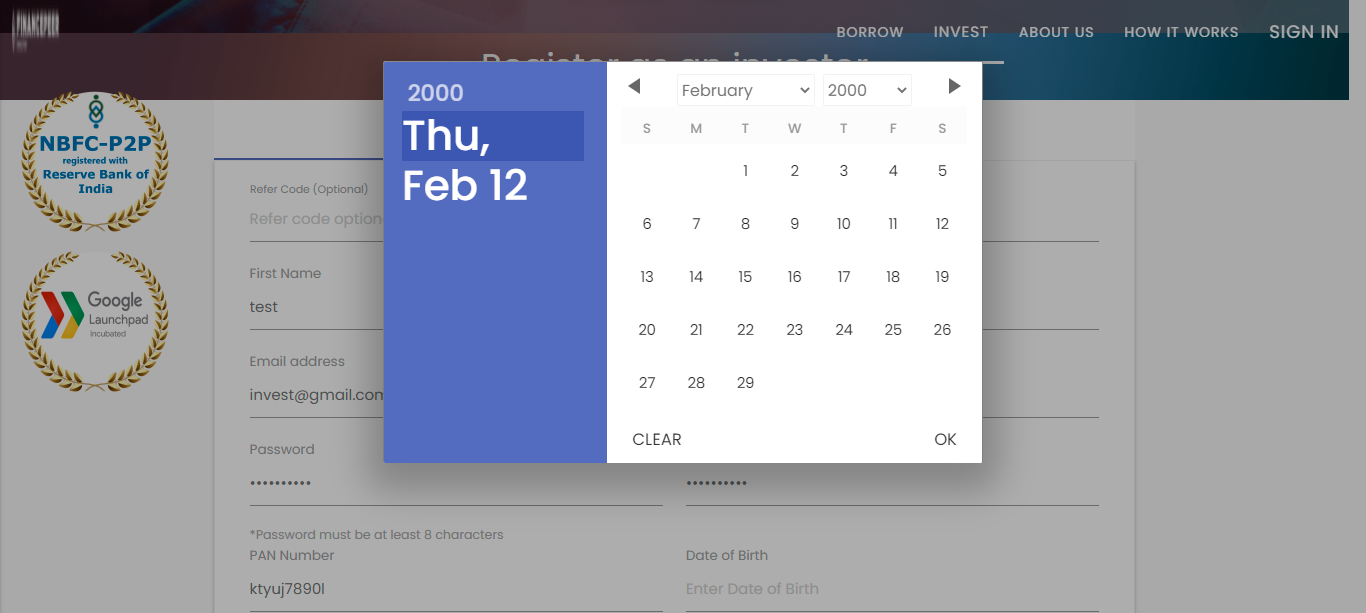 FINANCEPEER
BORROW INVEST ABOUT US HOW IT WORKS SIGN IN
Register as an investor
NBFC-P2P
registered with
Reserve Bank of
India
Google
Launchpad
Incubated
2000
Thu,
Feb 12
February 2000
S M T W T F S
1 2 3 4 5
6 7 8 9 10 11 12
13 14 15 16 17 18 19
20 21 22 23 24 25 26
27 28 29
CLEAR OK
Refer Code (Optional)
Refer code option
First Name
test
Email address
invest@gmail.com
Password
•••••••••• ••••••••••
*Password must be at least 8 characters
PAN Number Date of Birth
ktyuj7890l Enter Date of Birth